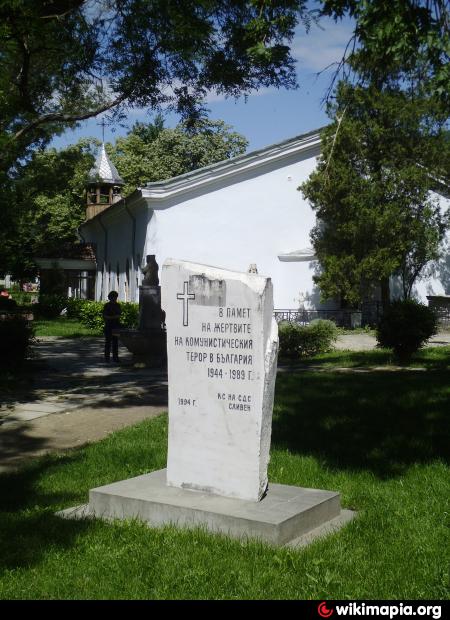 В ПАМЕТ
НА ЖЕРТВИТЕ
НА КОМУНИСТИЧЕСКИЯ
ТЕРОР В БЪЛГАРИЯ
1944 - 1989 Г.
1994 Г. КС НА СДС
СЛИВЕН
wikimapia.org